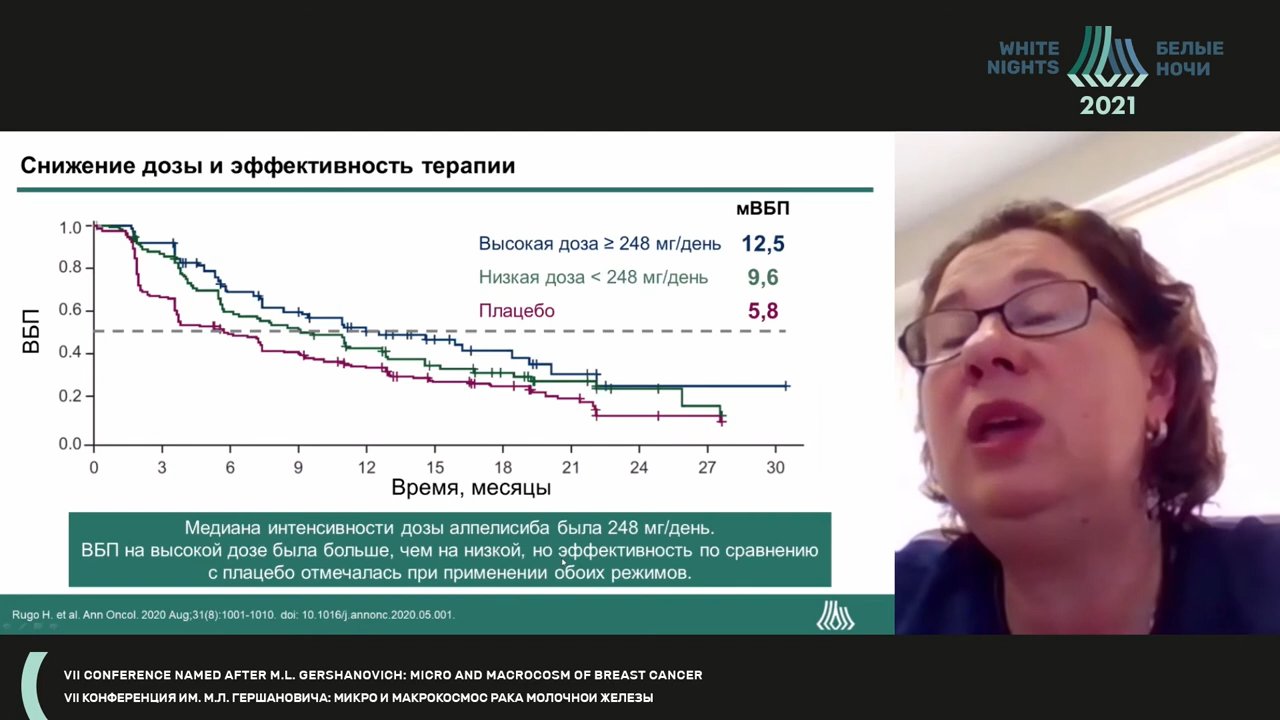 WHITE NIGHTS
БЕЛЫЕ НОЧИ
2021
Снижение дозы и эффективность терапии
мВБП
Высокая доза ≥ 248 мг/день 12,5
Низкая доза < 248 мг/день 9,6
Плацебо 5,8
ВБП
1.0
0.8
0.6
0.4
0.2
0.0
0 3 6 9 12 15 18 21 24 27 30
Время, месяцы
Медиана интенсивности дозы алпелисиба была 248 мг/день.
ВБП на высокой дозе была больше, чем на низкой, но эффективность по сравнению
с плацебо отмечалась при применении обоих режимов.
Rugo H. et al. Ann Oncol. 2020 Aug;31(8):1001-1010. doi: 10.1016/j.annonc.2020.05.001.
VII CONFERENCE NAMED AFTER M.L. GERSHANOVICH: MICRO AND MACROCOSM OF BREAST CANCER
VII КОНФЕРЕНЦИЯ ИМ. М.Л. ГЕРШАНОВИЧА: МИКРО И МАКРОКОСМОС РАКА МОЛОЧНОЙ ЖЕЛЕЗЫ